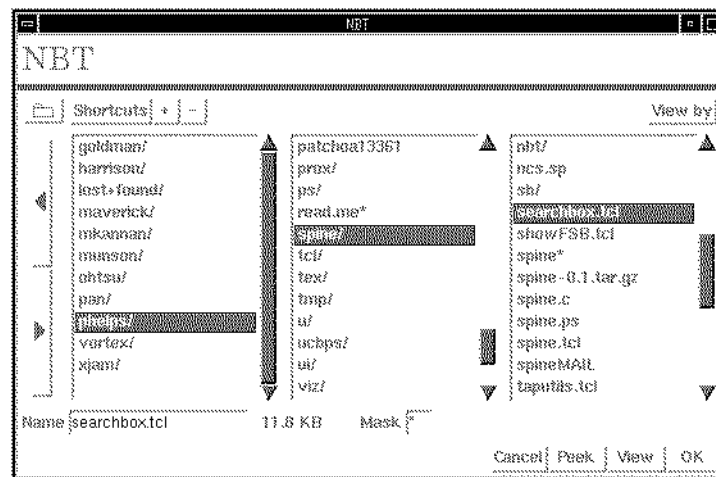 NBT
NBT
Shortcuts + - View by
goldman/
harrison/
lost+found/
maverick/
mkannan/
munson/
ohtsu/
pan/
phelps/
vortex/
xjam/
patchoa13361
prox/
ps/
read.me*
spine/
tcl/
tex/
tmp/
u/
ucbps/
ui/
viz/
nbt/
ncs.sp
sb/
searchbox.tcl
showFSB.tcl
spine*
spine-0.1.tar.gz
spine.c
spine.ps
spine.tcl
spineMAIL
taputils.tcl
Name searchbox.tcl 11.8 KB Mask *
Cancel Peek View OK